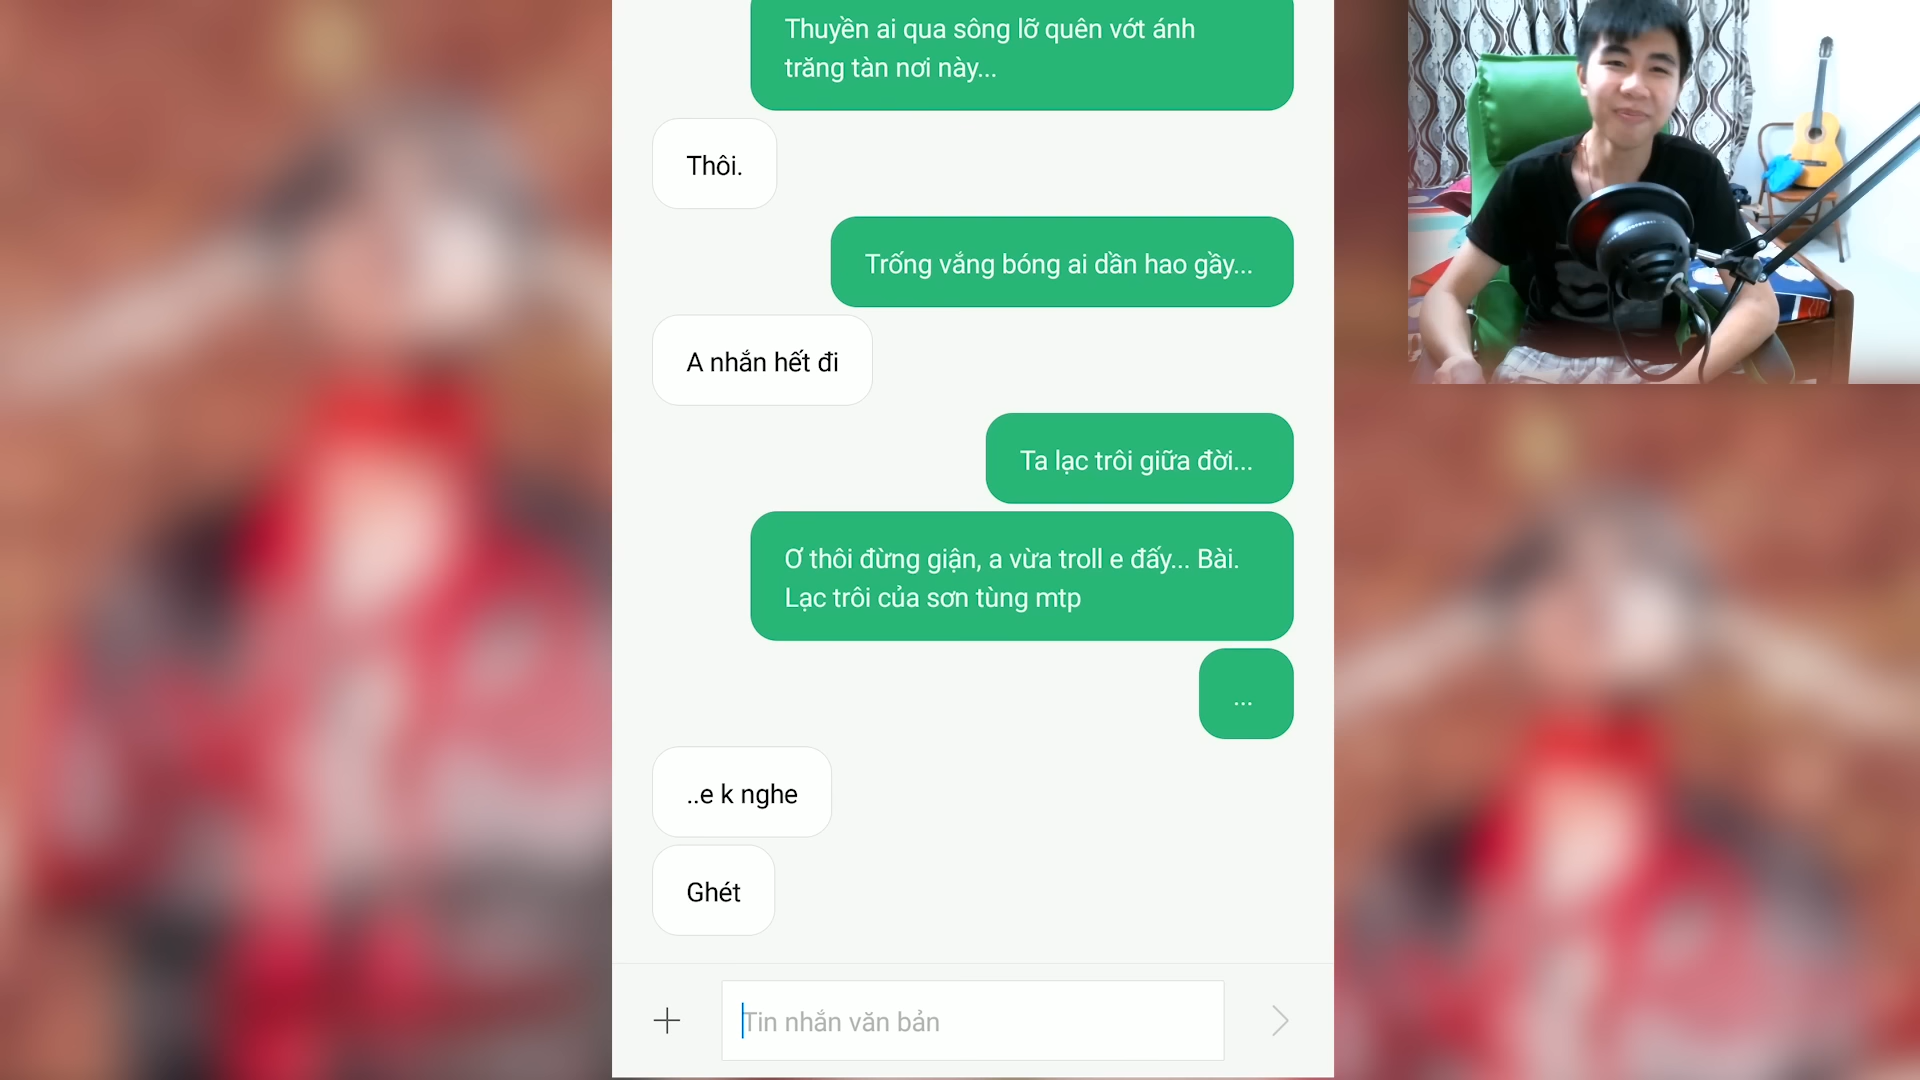 Thuyền ai qua sông lỡ quên vớt ánh
trăng tàn nơi này...
Thôi.
Trống vắng bóng ai dần hao gầy...
A nhắn hết đi
Ta lạc trôi giữa đời...
Ơ thôi đừng giận, a vừa troll e đấy... Bài.
Lạc trôi của sơn tùng mtp
...
..e k nghe
Ghét
Tin nhắn văn bản